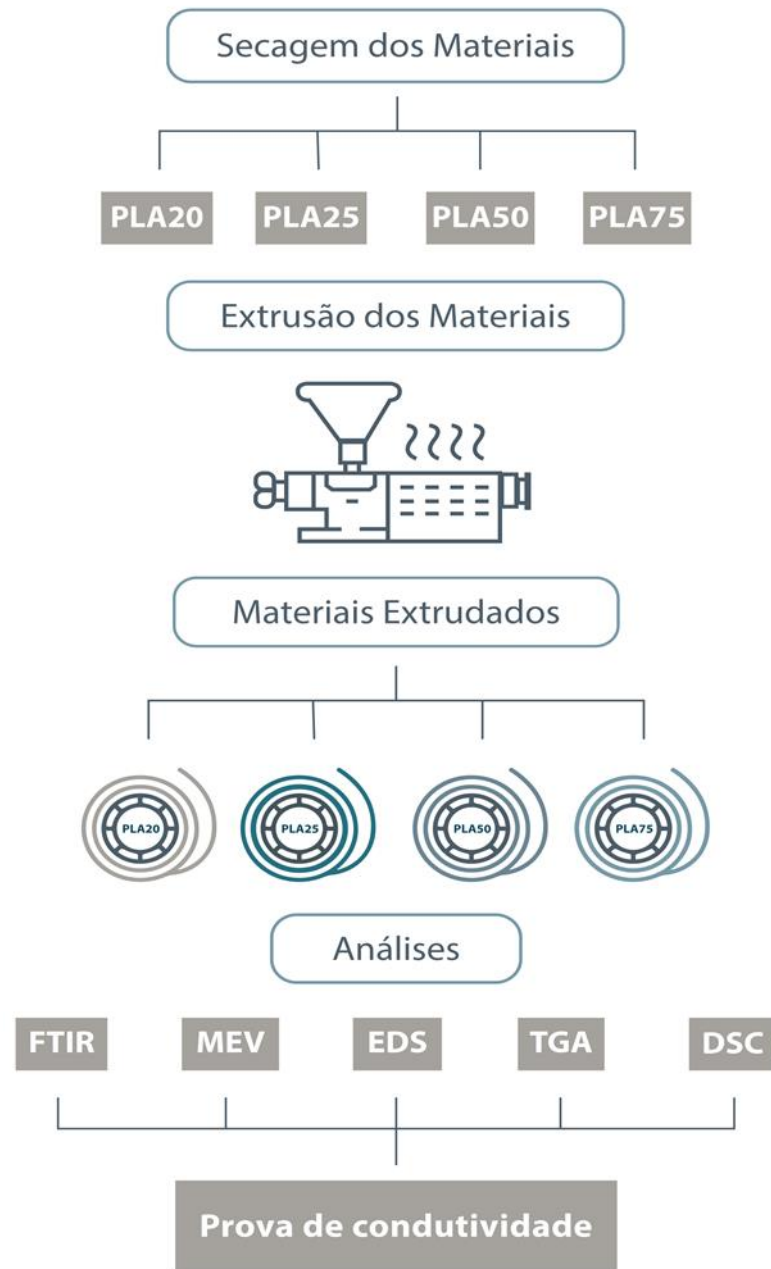 Secagem dos Materiais
PLA20 PLA25 PLA50 PLA75
Extrusão dos Materiais
Materiais Extrudados
PLA20 PLA25 PLA50 PLA75
Análises
FTIR MEV EDS TGA DSC
Prova de condutividade